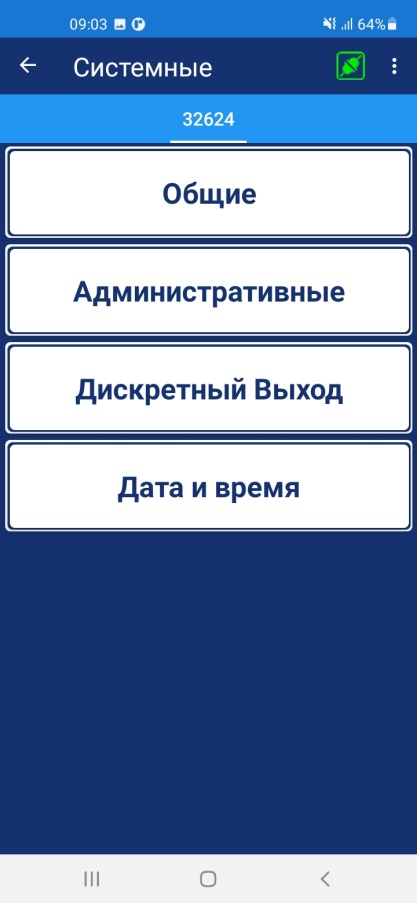 09:03 64%
Системные
32624
Общие
Административные
Дискретный Выход
Дата и время